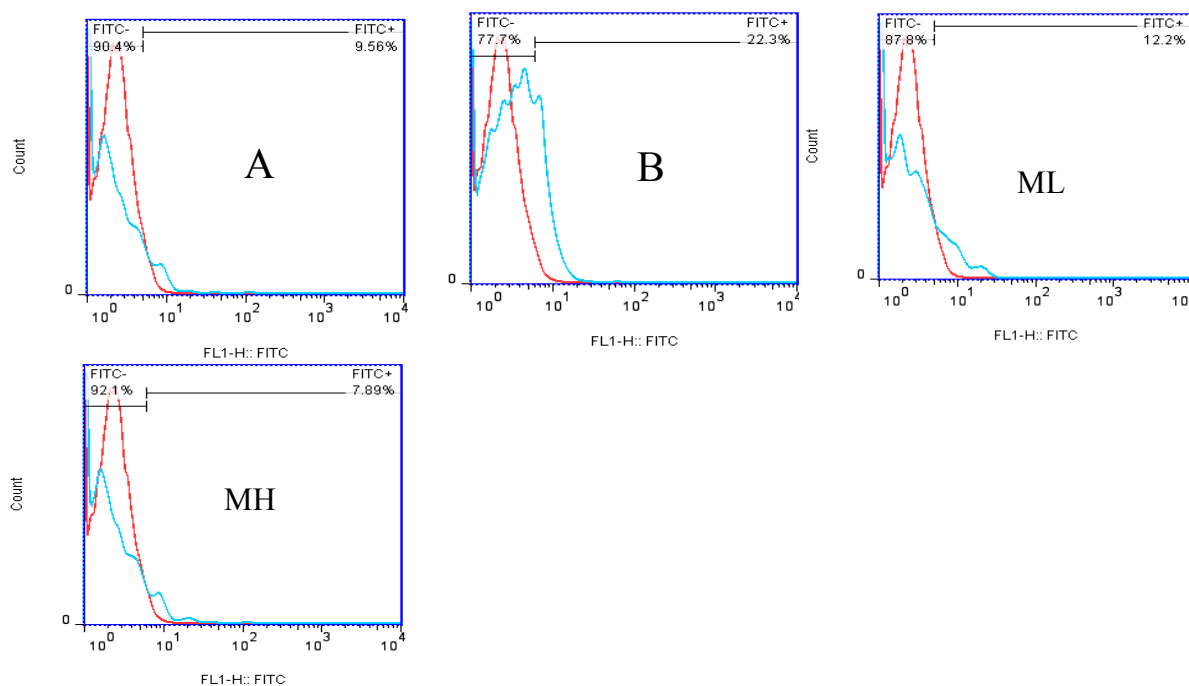 FITC- FITC+
90.4% 9.56%
A
Count
0
10^0 10^1 10^2 10^3 10^4
FL1-H:: FITC
FITC- FITC+
77.7% 22.3%
B
Count
0
10^0 10^1 10^2 10^3 10^4
FL1-H:: FITC
FITC- FITC+
87.8% 12.2%
ML
0
10^0 10^1 10^2 10^3 10^4
FL1-H:: FITC
FITC- FITC+
92.1% 7.89%
MH
Count
0
10^0 10^1 10^2 10^3 10^4
FL1-H:: FITC